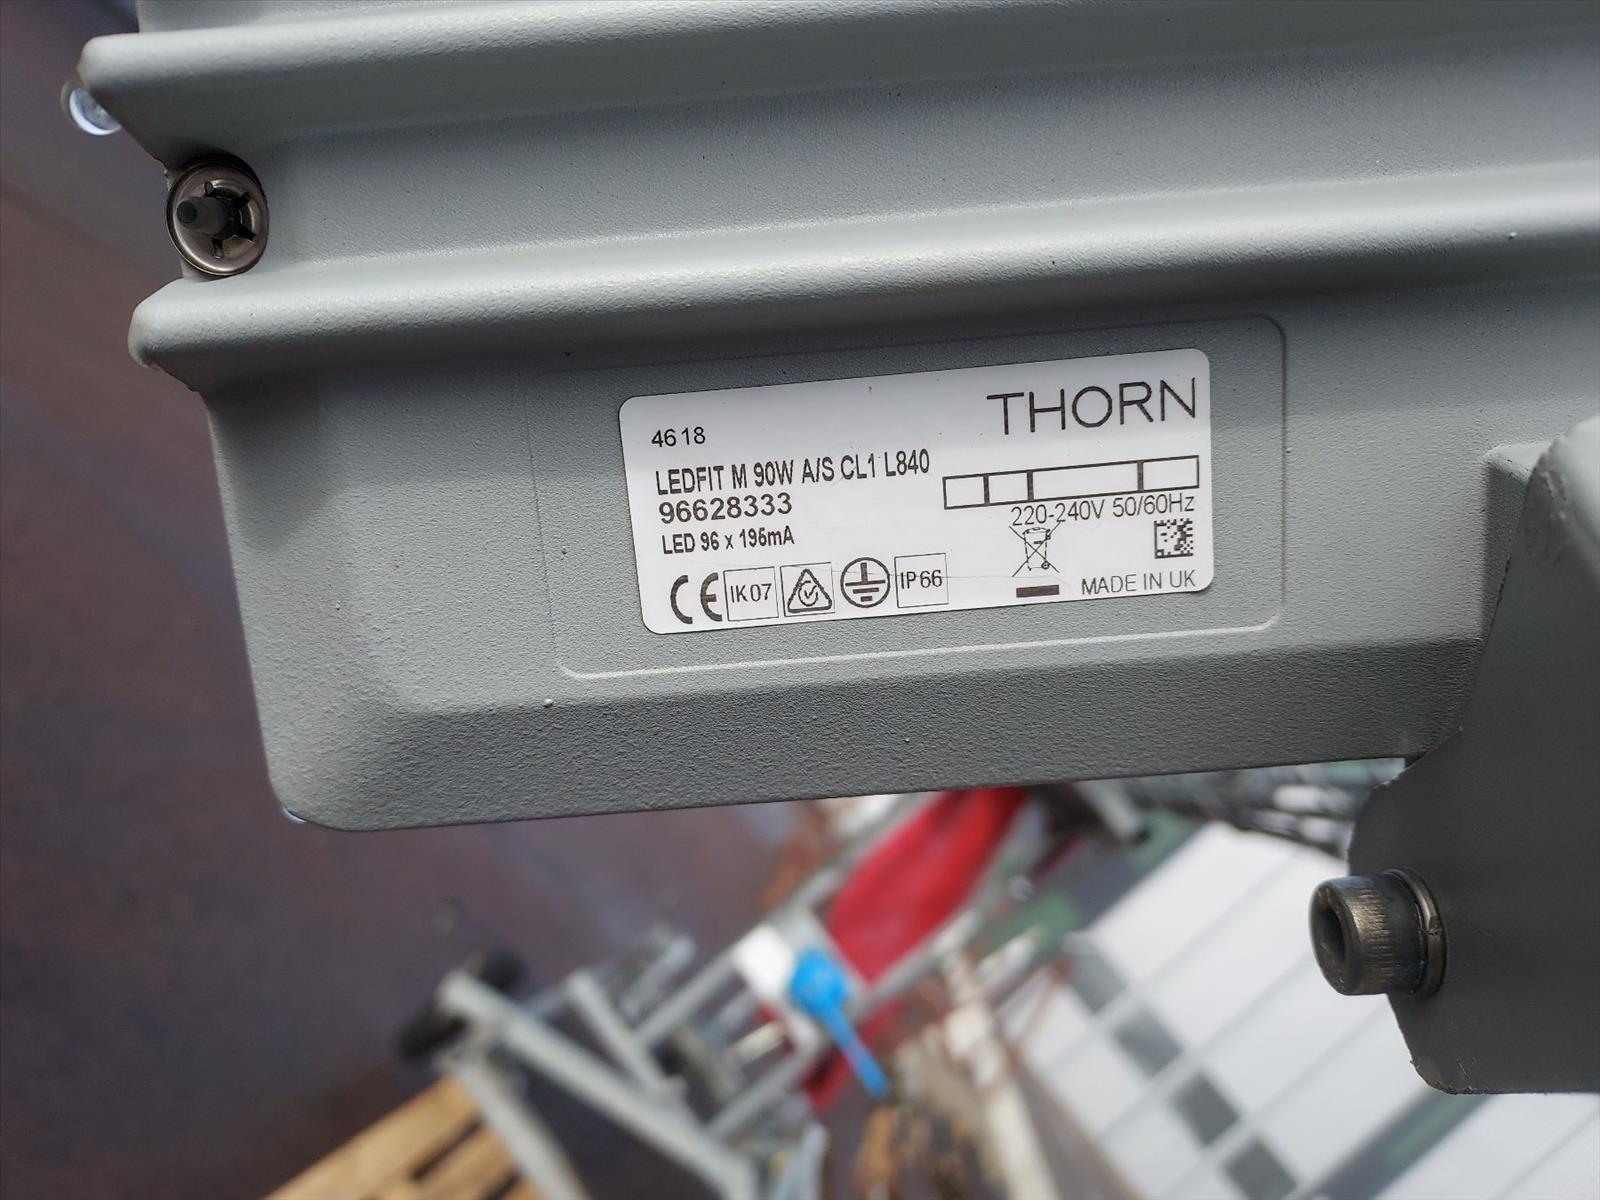 THORN
4618
LEDFIT M 90W A/S CL1 L840
96628333
LED 96 x 195mA
220-240V 50/60Hz
CE IK07 IP66
MADE IN UK